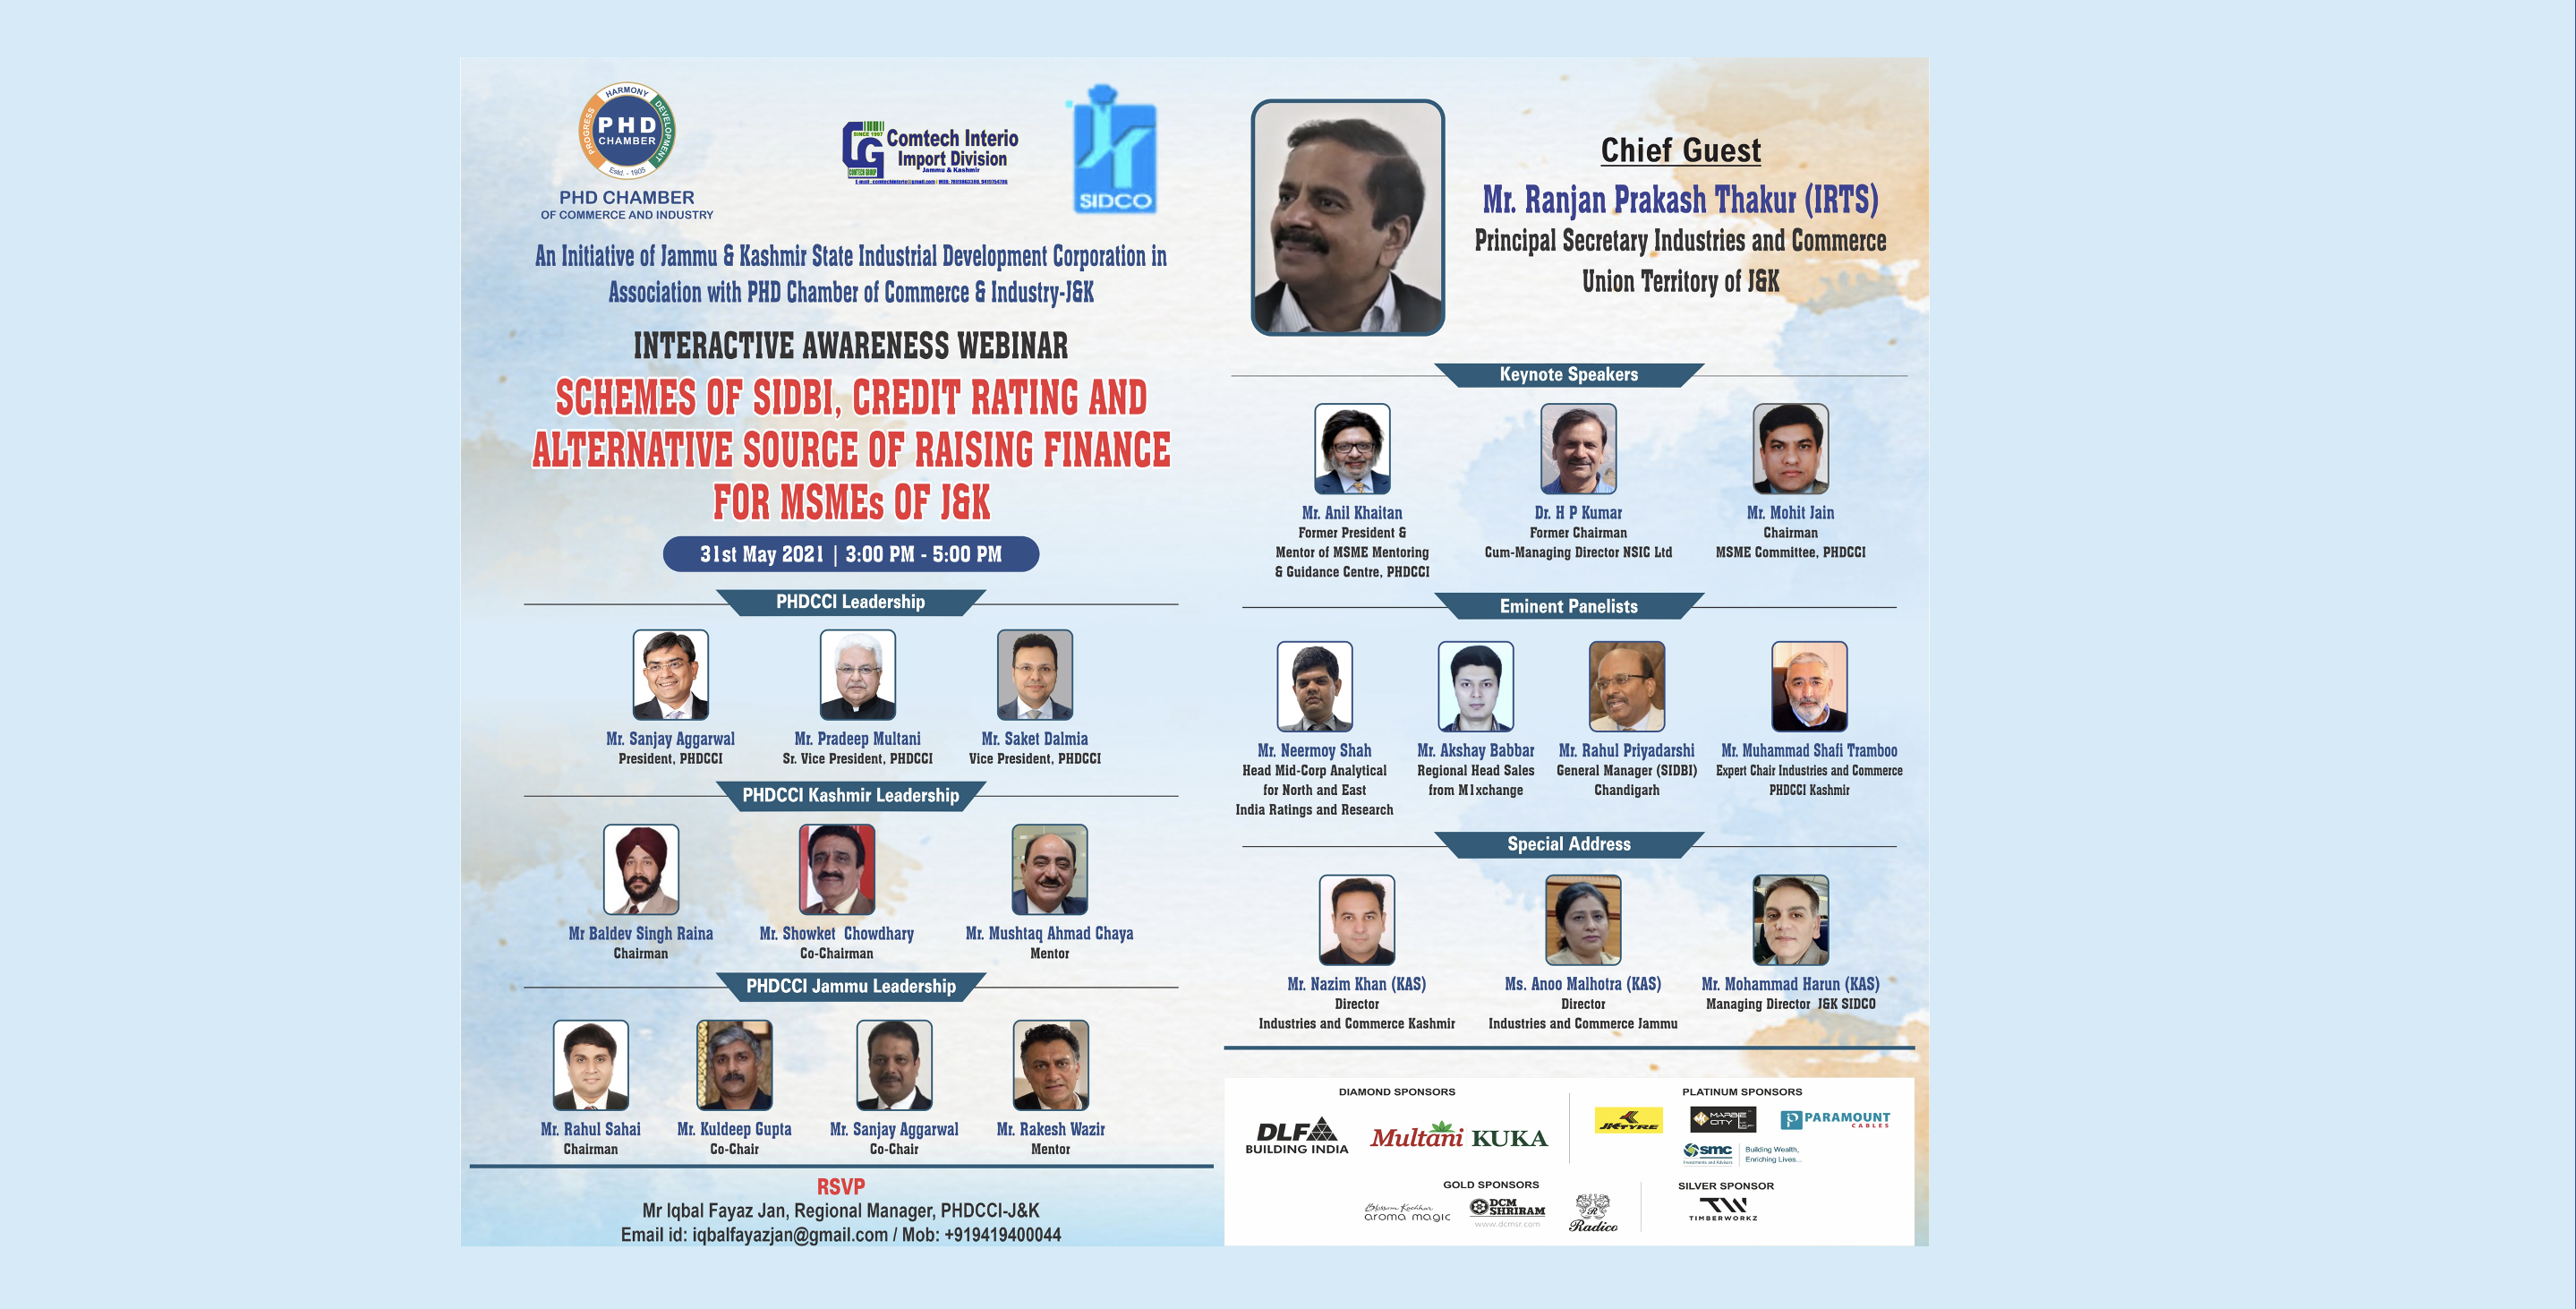 HARMONY
PROGRESS
DEVELOPMENT
PHD
CHAMBER
Estd. - 1905
PHD CHAMBER
OF COMMERCE AND INDUSTRY
SINCE 1997
COMTECH GROUP
Comtech Interio
Import Division
Jammu & Kashmir
SIDCO
An Initiative of Jammu & Kashmir State Industrial Development Corporation in
Association with PHD Chamber of Commerce & Industry-J&K
INTERACTIVE AWARENESS WEBINAR
SCHEMES OF SIDBI, CREDIT RATING AND
ALTERNATIVE SOURCE OF RAISING FINANCE
FOR MSMEs OF J&K
31st May 2021 | 3:00 PM - 5:00 PM
PHDCCI Leadership
Mr. Sanjay Aggarwal
President, PHDCCI
Mr. Pradeep Multani
Sr. Vice President, PHDCCI
Mr. Saket Dalmia
Vice President, PHDCCI
PHDCCI Kashmir Leadership
Mr Baldev Singh Raina
Chairman
Mr. Showket Chowdhary
Co-Chairman
Mr. Mushtaq Ahmad Chaya
Mentor
PHDCCI Jammu Leadership
Mr. Rahul Sahai
Chairman
Mr. Kuldeep Gupta
Co-Chair
Mr. Sanjay Aggarwal
Co-Chair
Mr. Rakesh Wazir
Mentor
RSVP
Mr Iqbal Fayaz Jan, Regional Manager, PHDCCI-J&K
Email id: iqbalfayazjan@gmail.com / Mob: +919419400044
Chief Guest
Mr. Ranjan Prakash Thakur (IRTS)
Principal Secretary Industries and Commerce
Union Territory of J&K
Keynote Speakers
Mr. Anil Khaitan
Former President &
Mentor of MSME Mentoring
& Guidance Centre, PHDCCI
Dr. H P Kumar
Former Chairman
Cum-Managing Director NSIC Ltd
Mr. Mohit Jain
Chairman
MSME Committee, PHDCCI
Eminent Panelists
Mr. Neermoy Shah
Head Mid-Corp Analytical
for North and East
India Ratings and Research
Mr. Akshay Babbar
Regional Head Sales
from M1xchange
Mr. Rahul Priyadarshi
General Manager (SIDBI)
Chandigarh
Mr. Muhammad Shafi Tramboo
Expert Chair Industries and Commerce
PHDCCI Kashmir
Special Address
Mr. Nazim Khan (KAS)
Director
Industries and Commerce Kashmir
Ms. Anoo Malhotra (KAS)
Director
Industries and Commerce Jammu
Mr. Mohammad Harun (KAS)
Managing Director J&K SIDCO
DIAMOND SPONSORS
DLF
BUILDING INDIA
Multani
KUKA
PLATINUM SPONSORS
JK TYRE
MARBLE
CITY
PARAMOUNT
CABLES
smc
Building Wealth,
Enriching Lives...
GOLD SPONSORS
Blossom Kochhar
aroma magic
DCM
SHRIRAM
www.dcmsr.com
R
Radico
SILVER SPONSOR
TW
TIMBERWORKZ